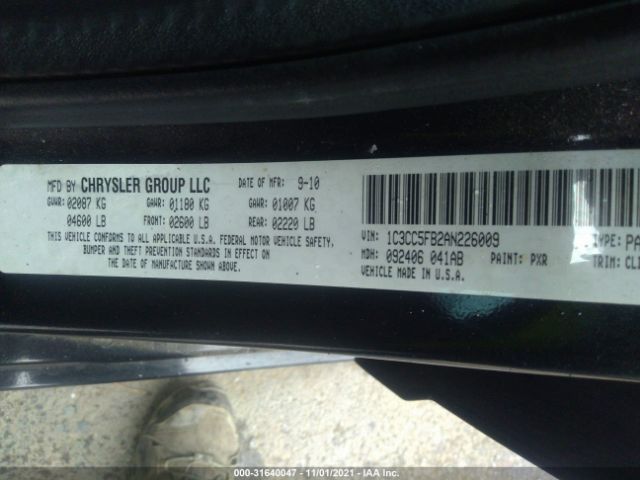 MFD BY CHRYSLER GROUP LLC DATE OF MFR: 9-10
GVWR: 02087 KG GAWR: 01180 KG GAWR: 01007 KG
04600 LB FRONT: 02600 LB REAR: 02220 LB
THIS VEHICLE CONFORMS TO ALL APPLICABLE U.S.A. FEDERAL MOTOR VEHICLE SAFETY,
BUMPER AND THEFT PREVENTION STANDARDS IN EFFECT ON
THE DATE OF MANUFACTURE SHOWN ABOVE.
VIN: 1C3CC5FB2AN226009 TYPE: PA
MDH: 092406 041AB PAINT: PXR TRIM: CLI
VEHICLE MADE IN U.S.A.
000-31640047 - 11/01/2021 - IAA Inc.